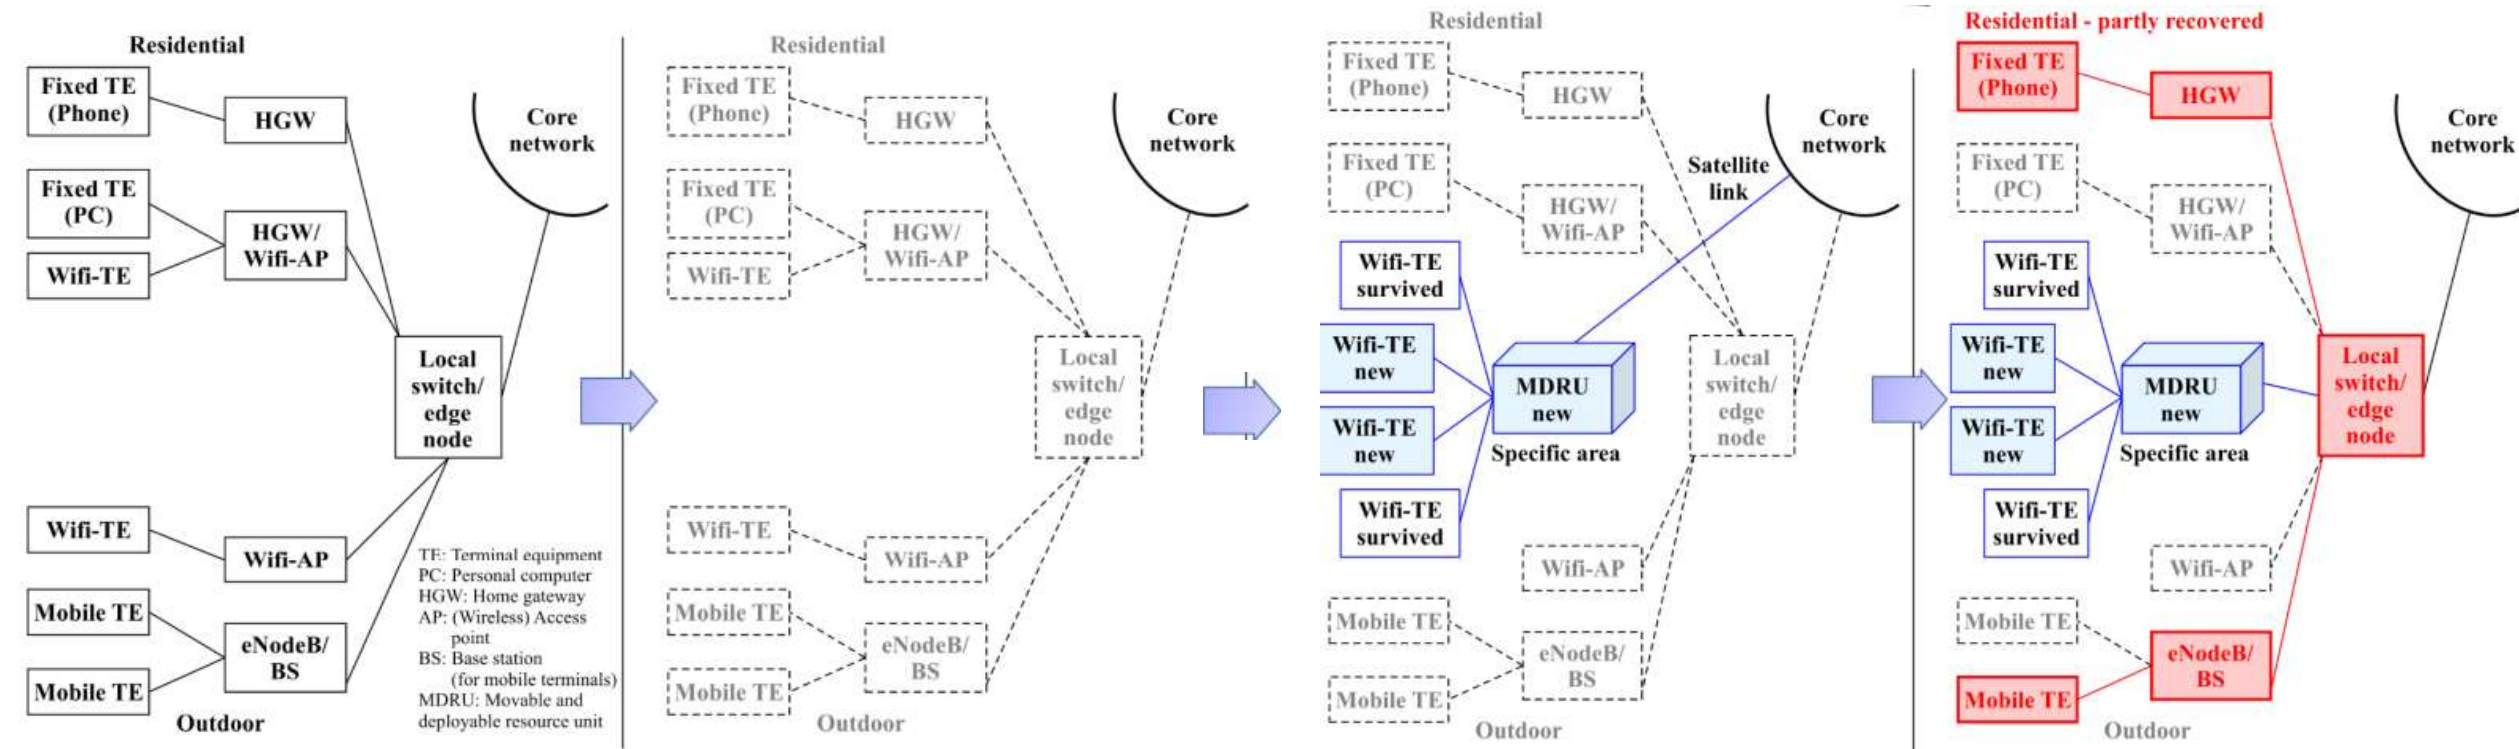 Residential
Fixed TE
(Phone)
HGW
Core
network
Fixed TE
(PC)
HGW/
Wifi-AP
Wifi-TE
Local
switch/
edge
node
Wifi-TE
Wifi-AP
Mobile TE
eNodeB/
BS
Mobile TE
Outdoor
TE: Terminal equipment
PC: Personal computer
HGW: Home gateway
AP: (Wireless) Access
point
BS: Base station
(for mobile terminals)
MDRU: Movable and
deployable resource unit
Residential
Fixed TE
(Phone)
HGW
Core
network
Fixed TE
(PC)
HGW/
Wifi-AP
Wifi-TE
Local
switch/
edge
node
Wifi-TE
Wifi-AP
Mobile TE
eNodeB/
BS
Mobile TE
Outdoor
Residential
Fixed TE
(Phone)
HGW
Core
network
Fixed TE
(PC)
Satellite
link
HGW/
Wifi-AP
Wifi-TE
survived
Wifi-TE
new
MDRU
new
Local
switch/
edge
node
Wifi-TE
new
Specific area
Wifi-TE
survived
Wifi-AP
Mobile TE
eNodeB/
BS
Mobile TE
Outdoor
Residential - partly recovered
Fixed TE
(Phone)
HGW
Core
network
Fixed TE
(PC)
HGW/
Wifi-AP
Wifi-TE
survived
Wifi-TE
new
MDRU
new
Local
switch/
edge
node
Wifi-TE
new
Specific area
Wifi-TE
survived
Wifi-AP
Mobile TE
eNodeB/
BS
Mobile TE
Outdoor